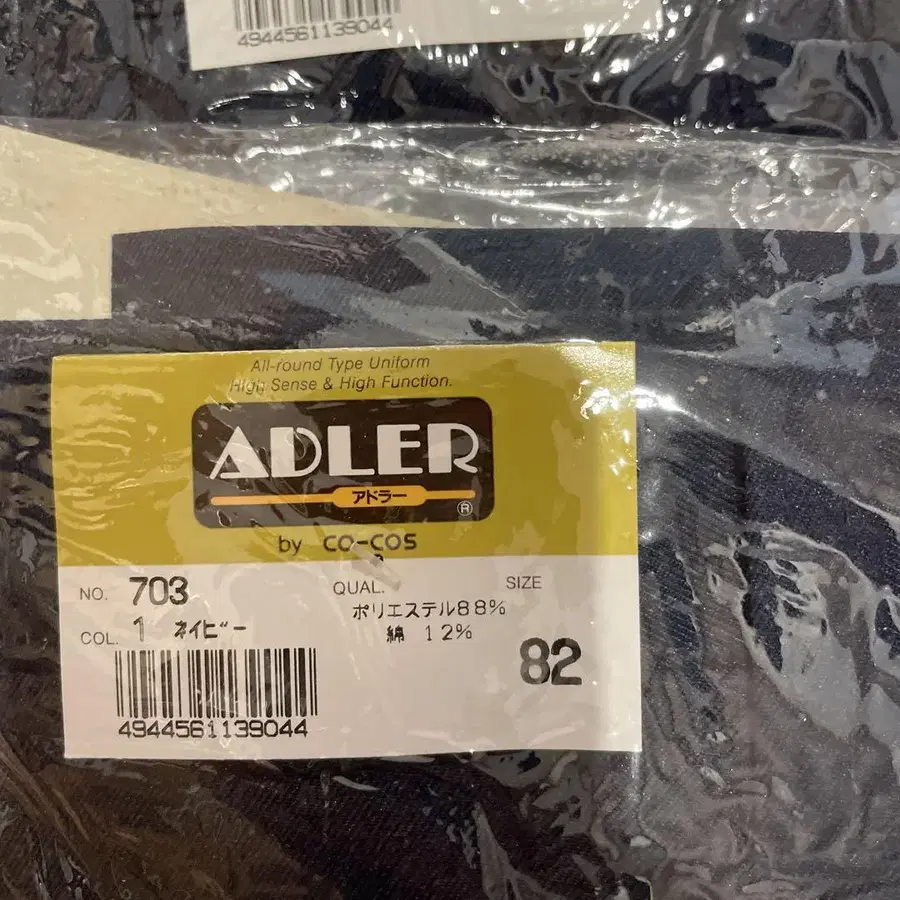 4944561139044
All-round Type Uniform
High Sense & High Function.
ADLER
アドラー
®
by CO-COS
NO. 703 QUAL. SIZE
ポリエステル88%
COL. 1 ネイビー 綿 12%
82
4944561139044